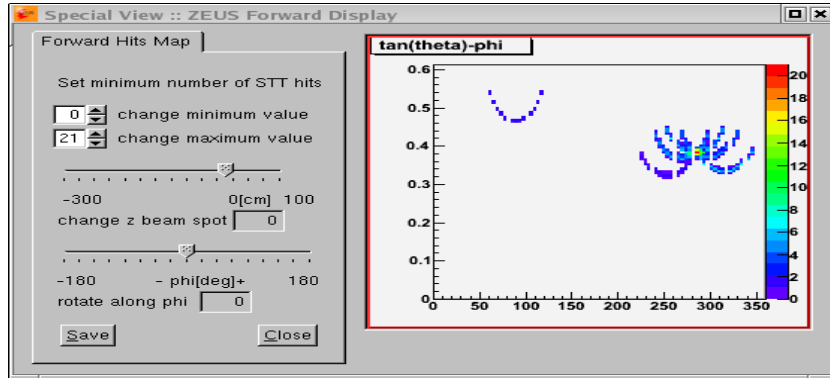 Special View :: ZEUS Forward Display
Forward Hits Map
Set minimum number of STT hits
0 change minimum value
21 change maximum value
-300 0[cm] 100
change z beam spot 0
-180 - phi[deg]+ 180
rotate along phi 0
Save Close
tan(theta)-phi
0.6
0.5
0.4
0.3
0.2
0.1
0
0 50 100 150 200 250 300 350
20
18
16
14
12
10
8
6
4
2
0